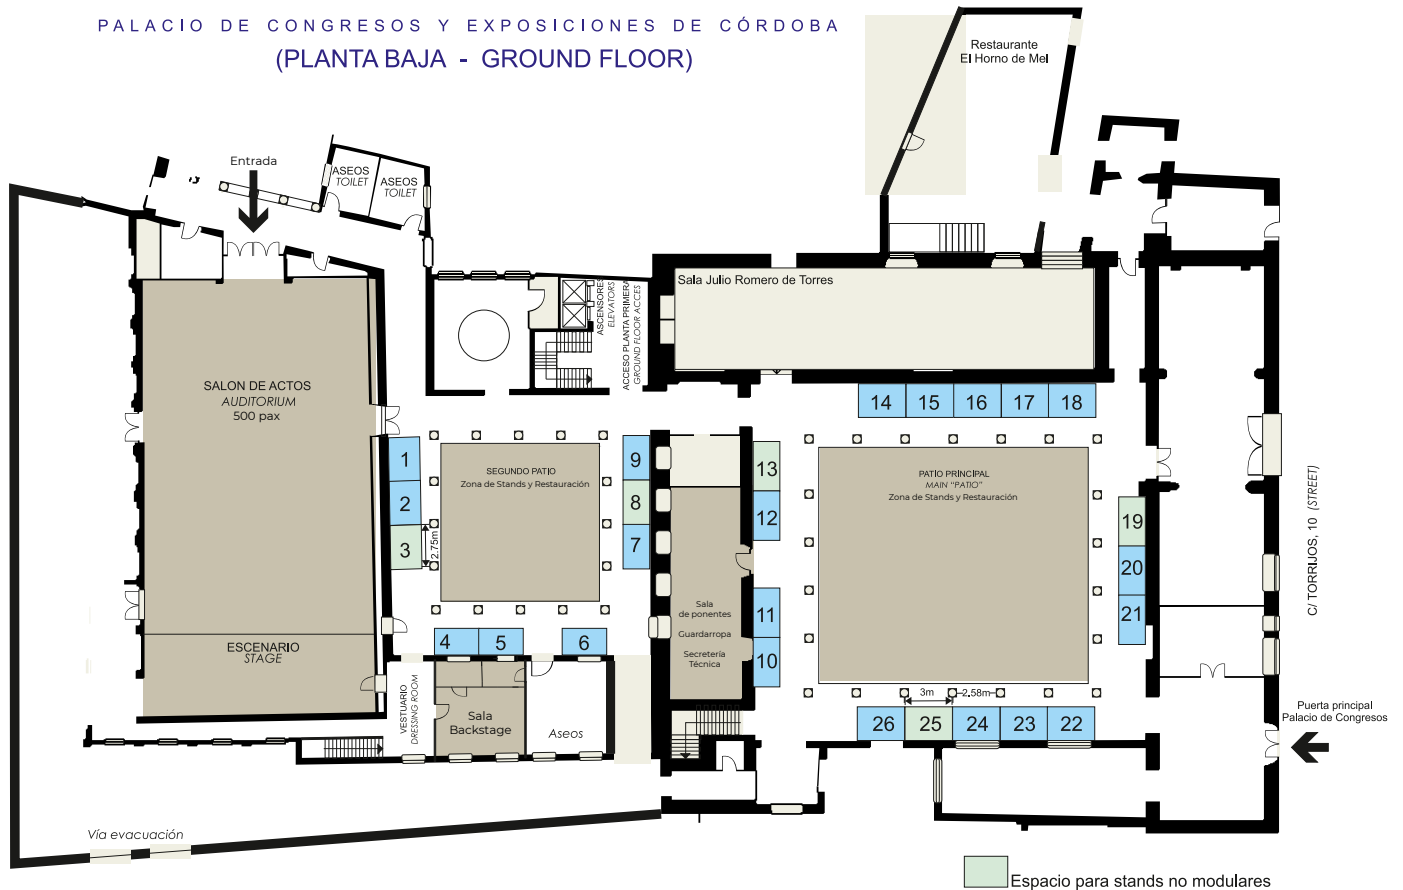 PALACIO DE CONGRESOS Y EXPOSICIONES DE CÓRDOBA
(PLANTA BAJA - GROUND FLOOR)
Restaurante
El Horno de Mel
Entrada
ASEOS
TOILET
ASEOS
TOILET
ASCENSORES
ELEVATORS
ACCESO PLANTA PRIMERA
GROUND FLOOR ACCES
Sala Julio Romero de Torres
SALON DE ACTOS
AUDITORIUM
500 pax
14
15
16
17
18
1
2
3
2.75m
SEGUNDO PATIO
Zona de Stands y Restauración
9
8
7
13
12
PATÍO PRINCIPAL
MAIN “PATIO”
Zona de Stands y Restauración
19
20
21
C/ TORRIJOS, 10 (STREET)
Sala
de ponentes
Guardarropa
Secretería
Técnica
11
10
ESCENARIO
STAGE
4
5
6
VESTUARIO
DRESSING ROOM
Sala
Backstage
Aseos
3m
2.58m
26
25
24
23
22
Puerta principal
Palacio de Congresos
Vía evacuación
Espacio para stands no modulares